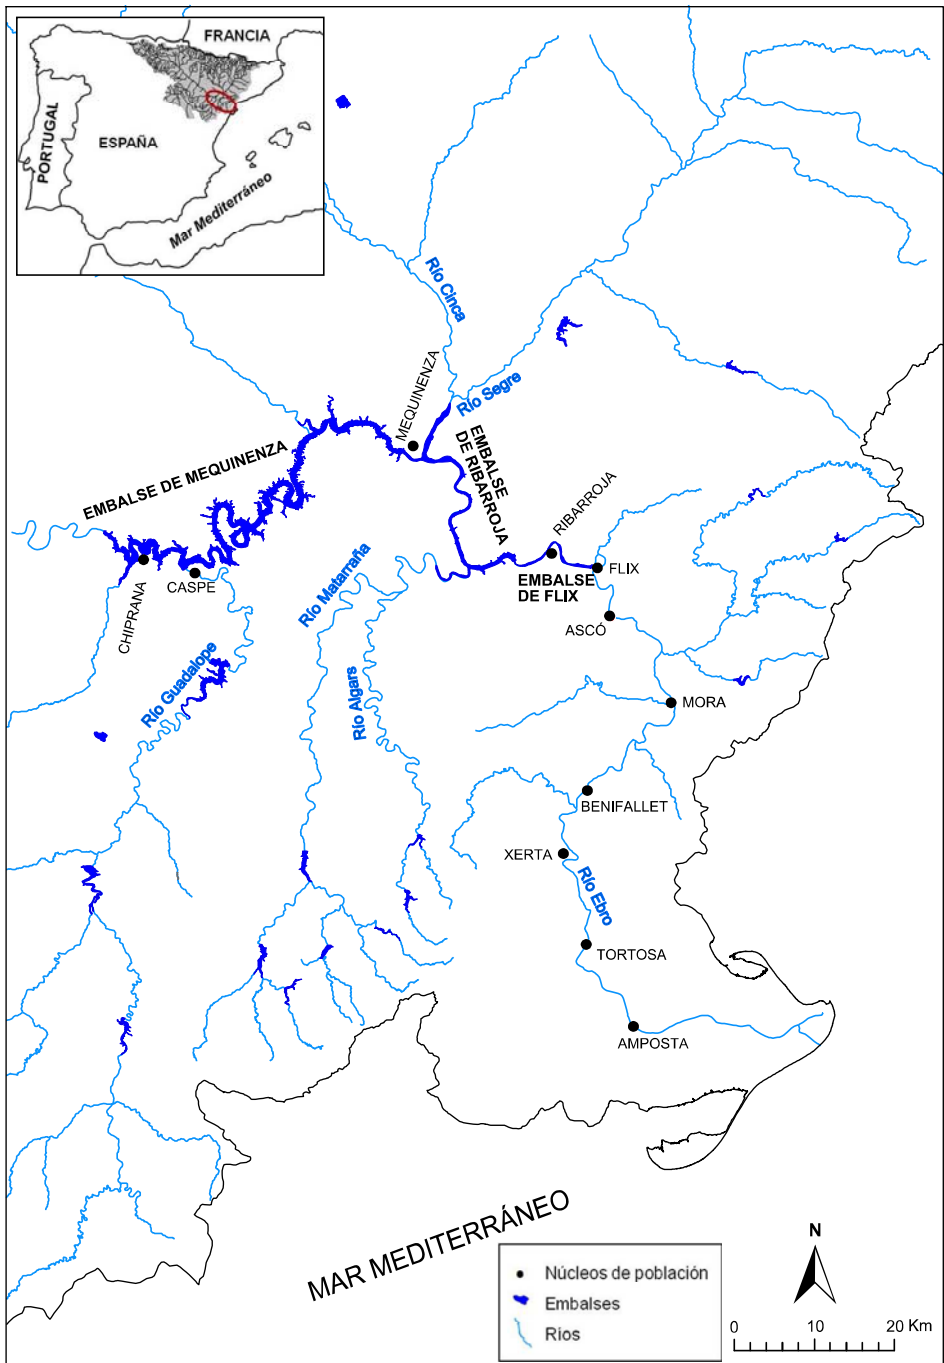 FRANCIA
PORTUGAL
ESPAÑA
Mar Mediterráneo
Río Cinca
MEQUINENZA
Río Segre
EMBALSE DE MEQUINENZA
EMBALSE
DE RIBARROJA
RIBARROJA
EMBALSE
DE FLIX
FLIX
CHIPRANA
CASPE
Río Matarraña
ASCÓ
Río Guadalope
Río Algars
MORA
BENIFALLET
XERTA
Río Ebro
TORTOSA
AMPOSTA
MAR MEDITERRÁNEO
Núcleos de población
Embalses
Ríos
N
0 10 20 Km